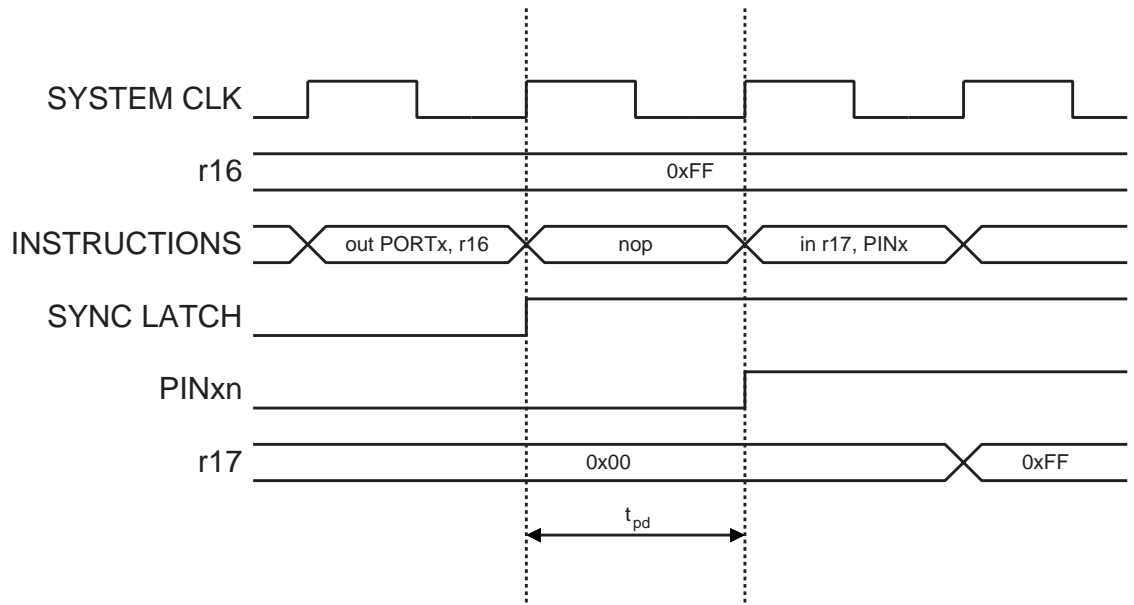 SYSTEM CLK
r16 0xFF
INSTRUCTIONS out PORTx, r16 nop in r17, PINx
SYNC LATCH
PINxn
r17 0x00 0xFF
tpd